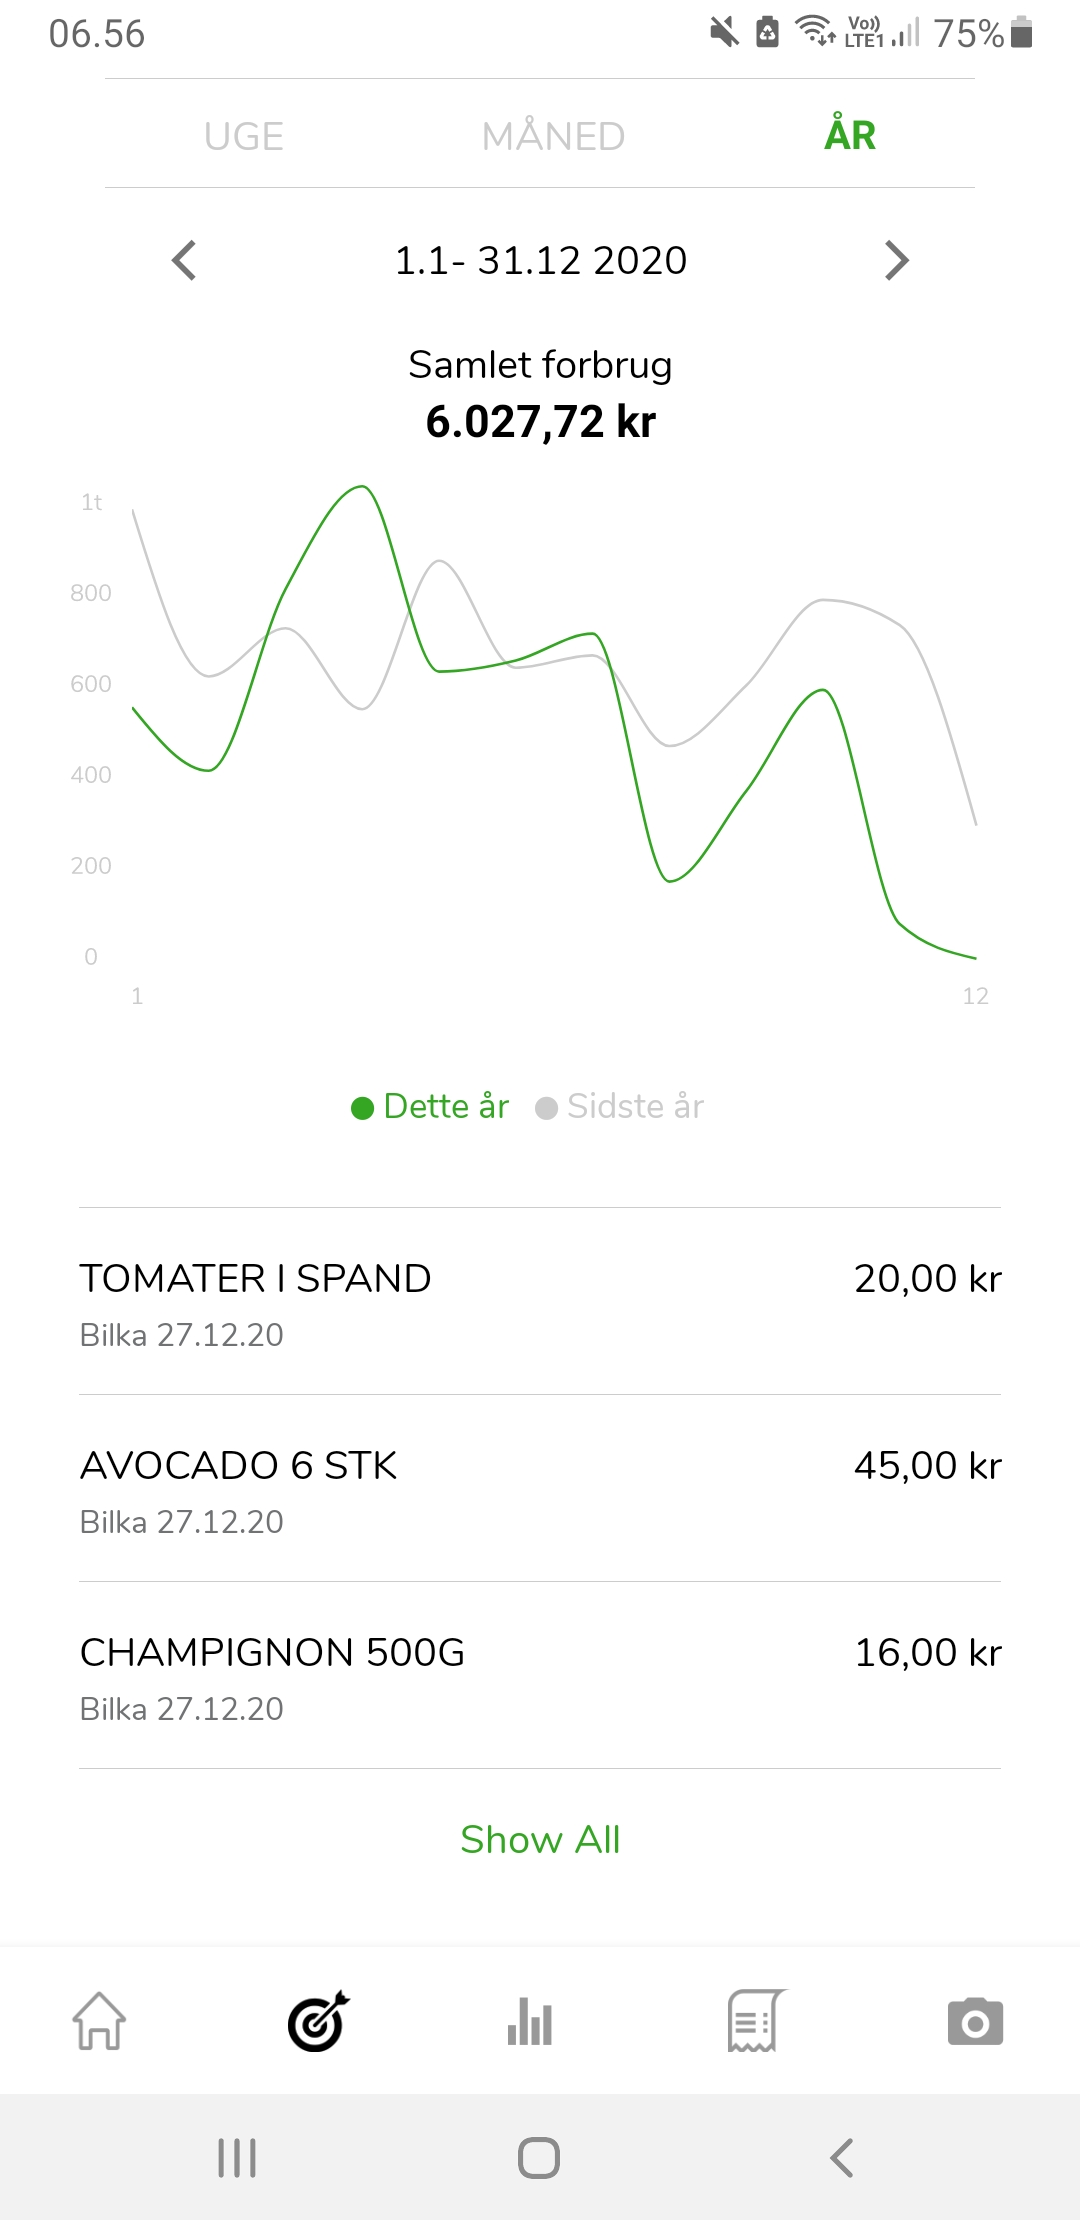 06.56
Vo)) LTE1 75%
UGE MÅNED ÅR
1.1- 31.12 2020
Samlet forbrug
6.027,72 kr
1t
800
600
400
200
0
1 12
Dette år Sidste år
TOMATER I SPAND 20,00 kr
Bilka 27.12.20
AVOCADO 6 STK 45,00 kr
Bilka 27.12.20
CHAMPIGNON 500G 16,00 kr
Bilka 27.12.20
Show All